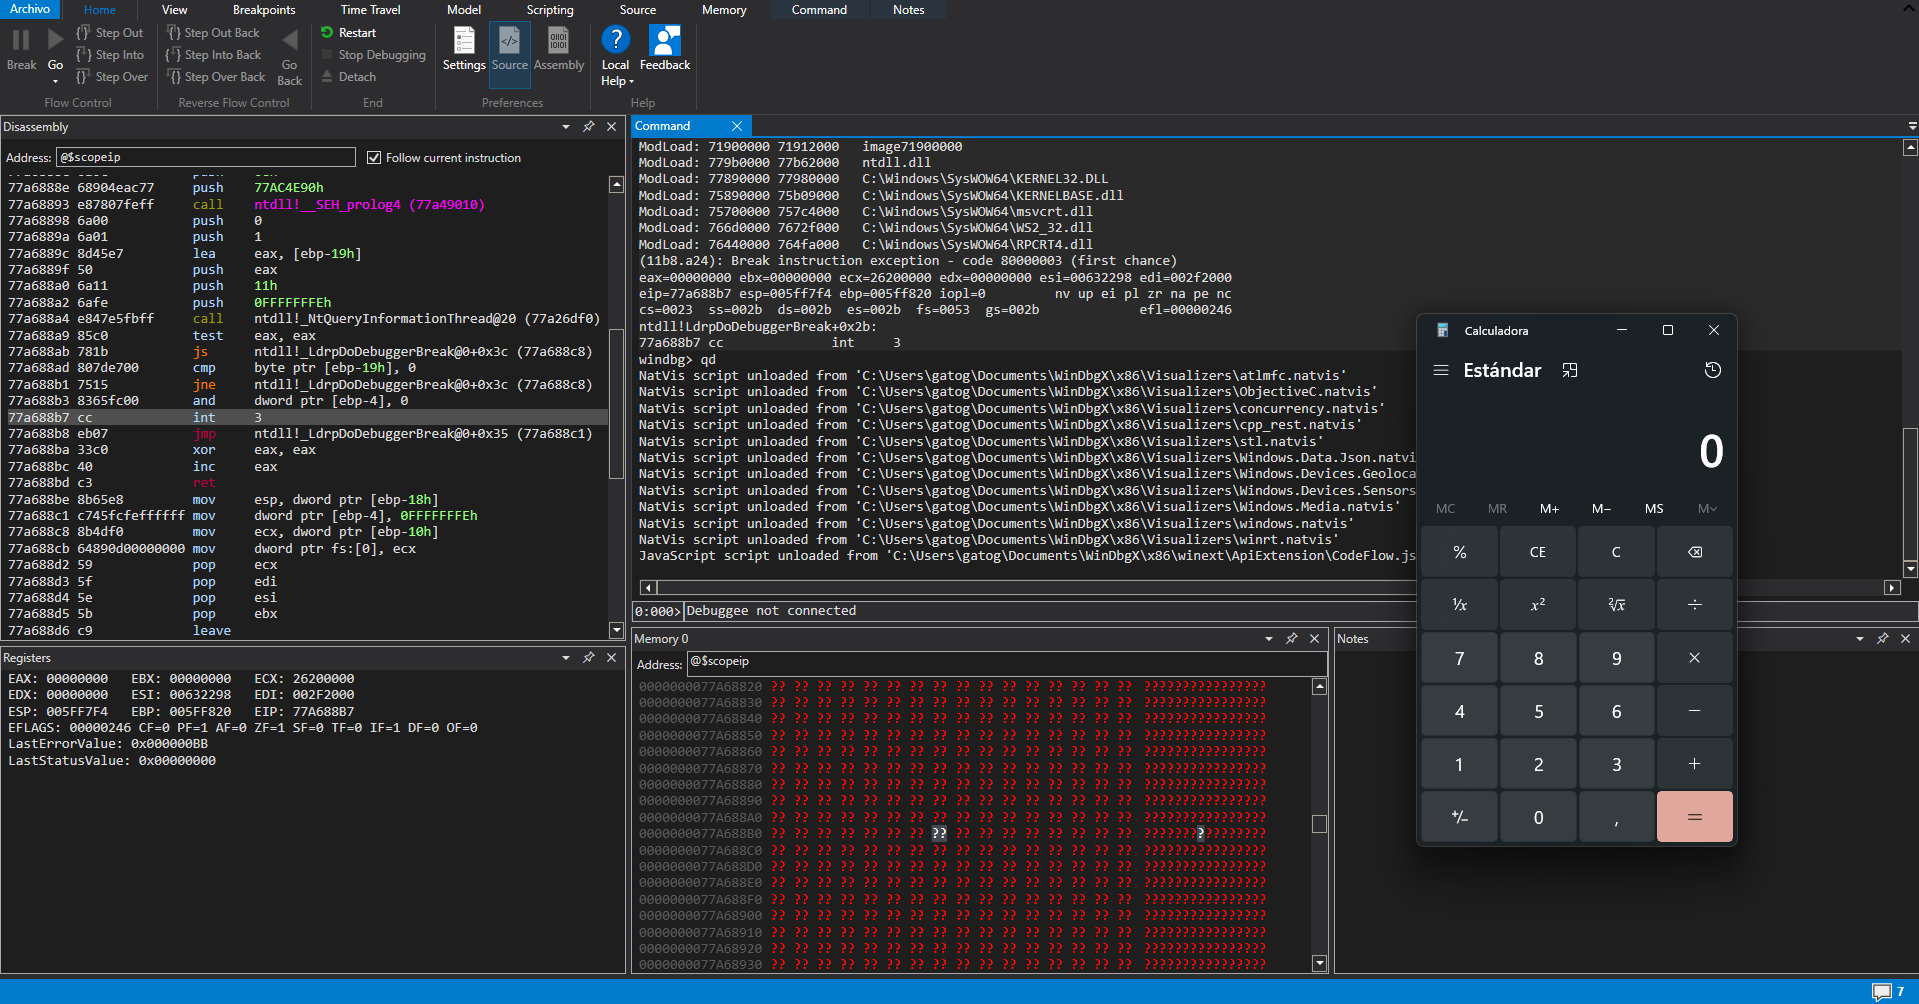 Archivo Home View Breakpoints Time Travel Model Scripting Source Memory Command Notes
Break
Go
Step Out
Step Into
Step Over
Flow Control
Step Out Back
Step Into Back
Step Over Back
Go Back
Reverse Flow Control
Restart
Stop Debugging
Detach
End
Settings
Source
Assembly
Preferences
Local Help
Feedback
Help
Disassembly
Address: @$scopeip Follow current instruction
77a6888e 68904eac77 push 77AC4E90h
77a68893 e87807feff call ntdll!__SEH_prolog4 (77a49010)
77a68898 6a00 push 0
77a6889a 6a01 push 1
77a6889c 8d45e7 lea eax, [ebp-19h]
77a6889f 50 push eax
77a688a0 6a11 push 11h
77a688a2 6afe push 0FFFFFFFEh
77a688a4 e847e5fbff call ntdll!_NtQueryInformationThread@20 (77a26df0)
77a688a9 85c0 test eax, eax
77a688ab 781b js ntdll!_LdrpDoDebuggerBreak@0+0x3c (77a688c8)
77a688ad 807de700 cmp byte ptr [ebp-19h], 0
77a688b1 7515 jne ntdll!_LdrpDoDebuggerBreak@0+0x3c (77a688c8)
77a688b3 8365fc00 and dword ptr [ebp-4], 0
77a688b7 cc int 3
77a688b8 eb07 jmp ntdll!_LdrpDoDebuggerBreak@0+0x35 (77a688c1)
77a688ba 33c0 xor eax, eax
77a688bc 40 inc eax
77a688bd c3 ret
77a688be 8b65e8 mov esp, dword ptr [ebp-18h]
77a688c1 c745fcfeffffff mov dword ptr [ebp-4], 0FFFFFFFEh
77a688c8 8b4df0 mov ecx, dword ptr [ebp-10h]
77a688cb 64890d00000000 mov dword ptr fs:[0], ecx
77a688d2 59 pop ecx
77a688d3 5f pop edi
77a688d4 5e pop esi
77a688d5 5b pop ebx
77a688d6 c9 leave
Registers
EAX: 00000000 EBX: 00000000 ECX: 26200000
EDX: 00000000 ESI: 00632298 EDI: 002F2000
ESP: 005FF7F4 EBP: 005FF820 EIP: 77A688B7
EFLAGS: 00000246 CF=0 PF=1 AF=0 ZF=1 SF=0 TF=0 IF=1 DF=0 OF=0
LastErrorValue: 0x000000BB
LastStatusValue: 0x00000000
Command
ModLoad: 71900000 71912000 image71900000
ModLoad: 779b0000 77b62000 ntdll.dll
ModLoad: 77890000 77980000 C:\Windows\SysWOW64\KERNEL32.DLL
ModLoad: 75890000 75b09000 C:\Windows\SysWOW64\KERNELBASE.dll
ModLoad: 75700000 757c4000 C:\Windows\SysWOW64\msvcrt.dll
ModLoad: 766d0000 7672f000 C:\Windows\SysWOW64\WS2_32.dll
ModLoad: 76440000 764fa000 C:\Windows\SysWOW64\RPCRT4.dll
(11b8.a24): Break instruction exception - code 80000003 (first chance)
eax=00000000 ebx=00000000 ecx=26200000 edx=00000000 esi=00632298 edi=002f2000
eip=77a688b7 esp=005ff7f4 ebp=005ff820 iopl=0 nv up ei pl zr na pe nc
cs=0023 ss=002b ds=002b es=002b fs=0053 gs=002b efl=00000246
ntdll!LdrpDoDebuggerBreak+0x2b:
77a688b7 cc int 3
windbg> qd
NatVis script unloaded from 'C:\Users\gatog\Documents\WinDbgX\x86\Visualizers\atlmfc.natvis'
NatVis script unloaded from 'C:\Users\gatog\Documents\WinDbgX\x86\Visualizers\ObjectiveC.natvis'
NatVis script unloaded from 'C:\Users\gatog\Documents\WinDbgX\x86\Visualizers\concurrency.natvis'
NatVis script unloaded from 'C:\Users\gatog\Documents\WinDbgX\x86\Visualizers\cpp_rest.natvis'
NatVis script unloaded from 'C:\Users\gatog\Documents\WinDbgX\x86\Visualizers\stl.natvis'
NatVis script unloaded from 'C:\Users\gatog\Documents\WinDbgX\x86\Visualizers\Windows.Data.Json.natvi
NatVis script unloaded from 'C:\Users\gatog\Documents\WinDbgX\x86\Visualizers\Windows.Devices.Geoloca
NatVis script unloaded from 'C:\Users\gatog\Documents\WinDbgX\x86\Visualizers\Windows.Devices.Sensors
NatVis script unloaded from 'C:\Users\gatog\Documents\WinDbgX\x86\Visualizers\Windows.Media.natvis'
NatVis script unloaded from 'C:\Users\gatog\Documents\WinDbgX\x86\Visualizers\windows.natvis'
NatVis script unloaded from 'C:\Users\gatog\Documents\WinDbgX\x86\Visualizers\winrt.natvis'
JavaScript script unloaded from 'C:\Users\gatog\Documents\WinDbgX\x86\winext\ApiExtension\CodeFlow.js
0:000> Debuggee not connected
Memory 0
Address: @$scopeip
0000000077A68820 ?? ?? ?? ?? ?? ?? ?? ?? ?? ?? ?? ?? ?? ?? ?? ?? ????????????????
0000000077A68830 ?? ?? ?? ?? ?? ?? ?? ?? ?? ?? ?? ?? ?? ?? ?? ?? ????????????????
0000000077A68840 ?? ?? ?? ?? ?? ?? ?? ?? ?? ?? ?? ?? ?? ?? ?? ?? ????????????????
0000000077A68850 ?? ?? ?? ?? ?? ?? ?? ?? ?? ?? ?? ?? ?? ?? ?? ?? ????????????????
0000000077A68860 ?? ?? ?? ?? ?? ?? ?? ?? ?? ?? ?? ?? ?? ?? ?? ?? ????????????????
0000000077A68870 ?? ?? ?? ?? ?? ?? ?? ?? ?? ?? ?? ?? ?? ?? ?? ?? ????????????????
0000000077A68880 ?? ?? ?? ?? ?? ?? ?? ?? ?? ?? ?? ?? ?? ?? ?? ?? ????????????????
0000000077A68890 ?? ?? ?? ?? ?? ?? ?? ?? ?? ?? ?? ?? ?? ?? ?? ?? ????????????????
0000000077A688A0 ?? ?? ?? ?? ?? ?? ?? ?? ?? ?? ?? ?? ?? ?? ?? ?? ????????????????
0000000077A688B0 ?? ?? ?? ?? ?? ?? ?? ?? ?? ?? ?? ?? ?? ?? ?? ?? ????????????????
0000000077A688C0 ?? ?? ?? ?? ?? ?? ?? ?? ?? ?? ?? ?? ?? ?? ?? ?? ????????????????
0000000077A688D0 ?? ?? ?? ?? ?? ?? ?? ?? ?? ?? ?? ?? ?? ?? ?? ?? ????????????????
0000000077A688E0 ?? ?? ?? ?? ?? ?? ?? ?? ?? ?? ?? ?? ?? ?? ?? ?? ????????????????
0000000077A688F0 ?? ?? ?? ?? ?? ?? ?? ?? ?? ?? ?? ?? ?? ?? ?? ?? ????????????????
0000000077A68900 ?? ?? ?? ?? ?? ?? ?? ?? ?? ?? ?? ?? ?? ?? ?? ?? ????????????????
0000000077A68910 ?? ?? ?? ?? ?? ?? ?? ?? ?? ?? ?? ?? ?? ?? ?? ?? ????????????????
0000000077A68920 ?? ?? ?? ?? ?? ?? ?? ?? ?? ?? ?? ?? ?? ?? ?? ?? ????????????????
0000000077A68930 ?? ?? ?? ?? ?? ?? ?? ?? ?? ?? ?? ?? ?? ?? ?? ?? ????????????????
Notes
Calculadora
Estándar
0
MC MR M+ M− MS M˅
% CE C
¹/x x² ²√x ÷
7 8 9 ×
4 5 6 −
1 2 3 +
+/− 0 , =
7